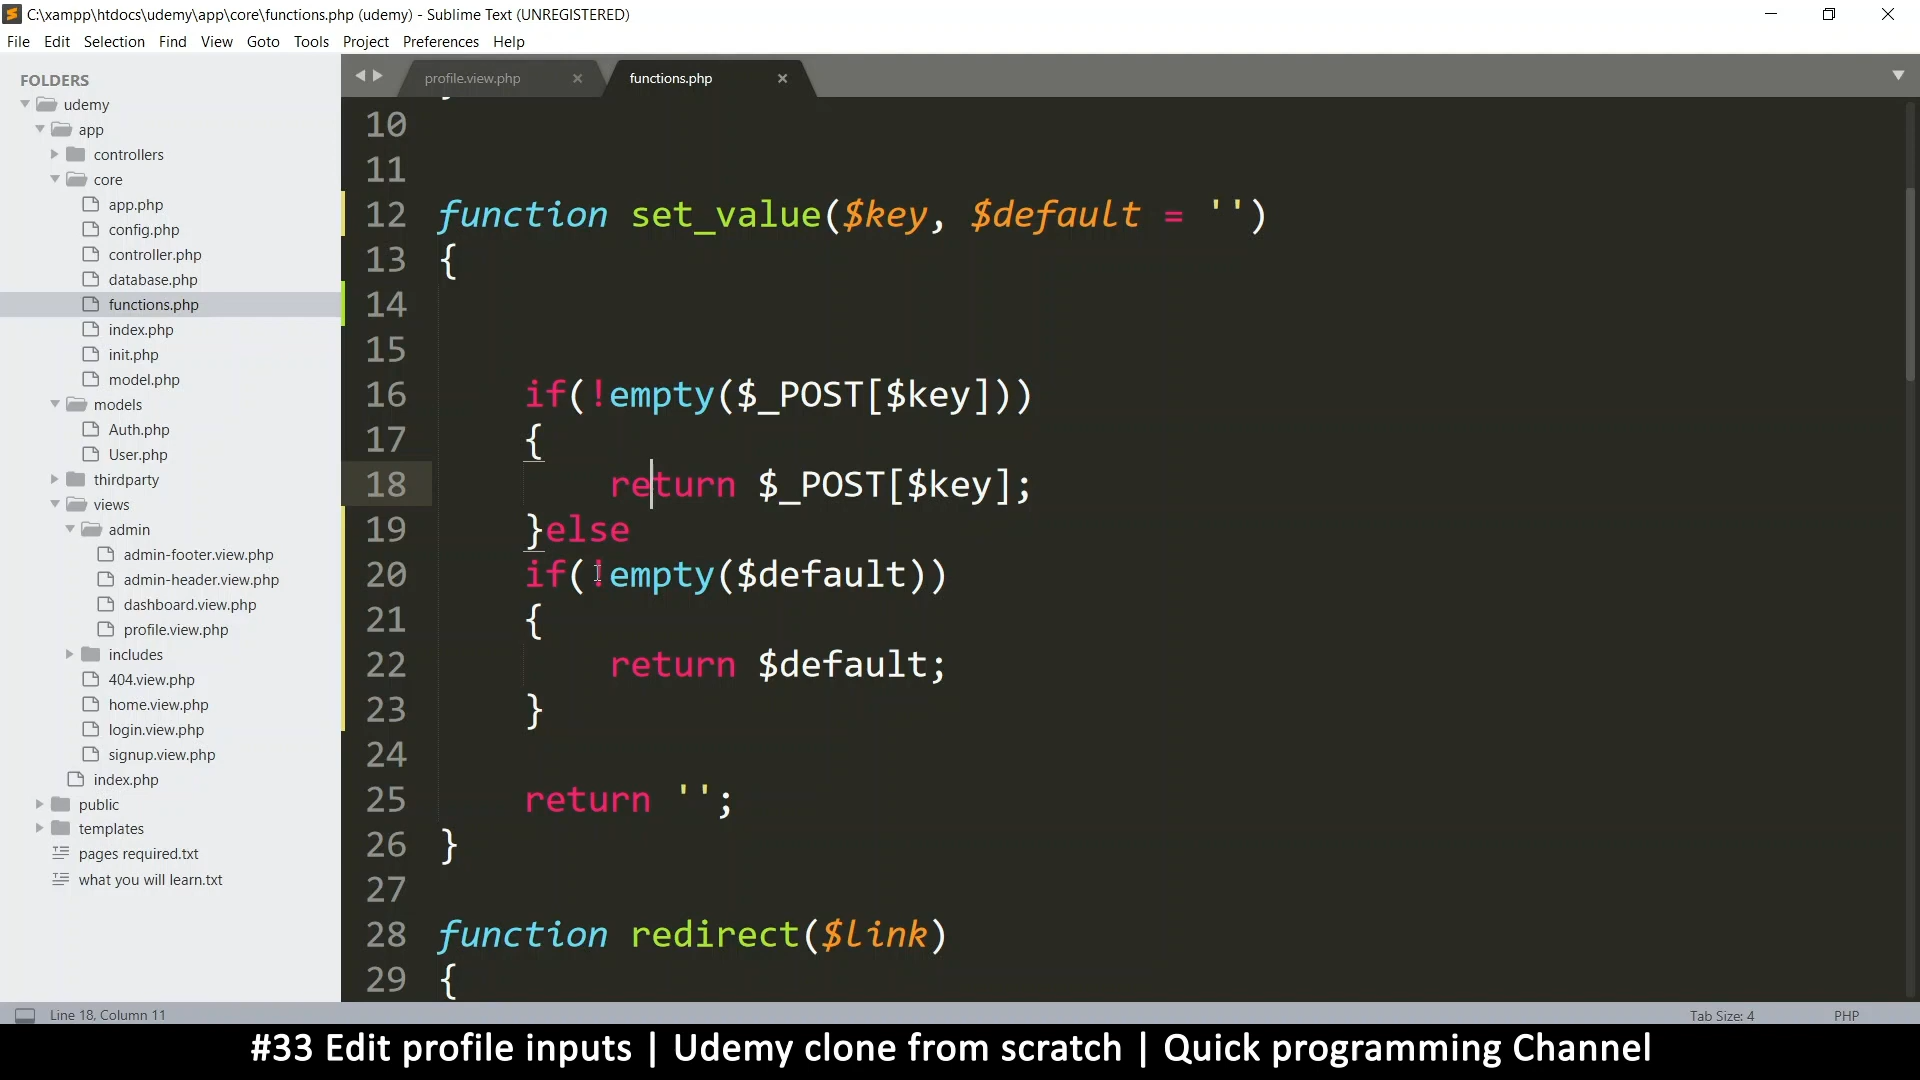 C:\xampp\htdocs\udemy\app\core\functions.php (udemy) - Sublime Text (UNREGISTERED)
File Edit Selection Find View Goto Tools Project Preferences Help
FOLDERS
udemy
app
controllers
core
app.php
config.php
controller.php
database.php
functions.php
index.php
init.php
model.php
models
Auth.php
User.php
thirdparty
views
admin
admin-footer.view.php
admin-header.view.php
dashboard.view.php
profile.view.php
includes
404.view.php
home.view.php
login.view.php
signup.view.php
index.php
public
templates
pages required.txt
what you will learn.txt
profile.view.php functions.php
10
11
12 function set_value($key, $default = '')
13 {
14
15
16 if(!empty($_POST[$key]))
17 {
18 return $_POST[$key];
19 }else
20 if(!empty($default))
21 {
22 return $default;
23 }
24
25 return '';
26 }
27
28 function redirect($link)
29 {
Line 18, Column 11 Tab Size: 4 PHP
#33 Edit profile inputs | Udemy clone from scratch | Quick programming Channel